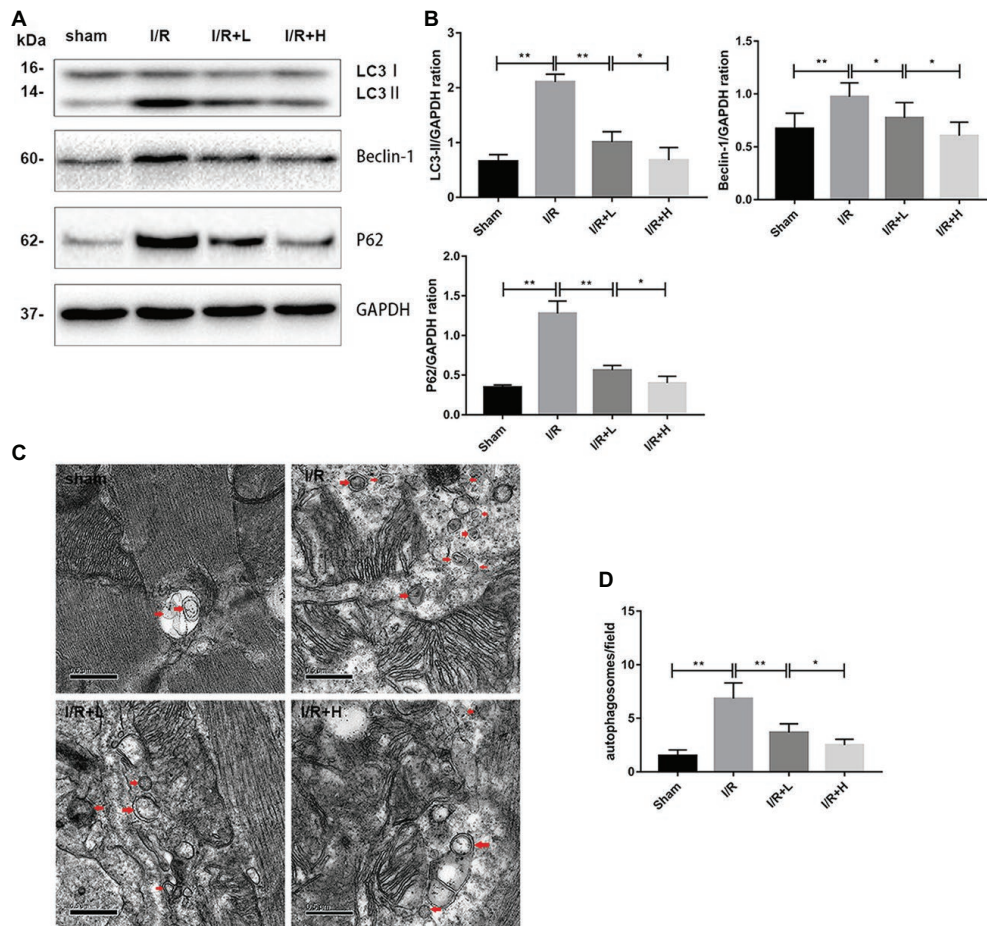 A
kDa sham I/R I/R+L I/R+H
16-
14-
LC3 I
LC3 II
60-
Beclin-1
62-
P62
37-
GAPDH
B
LC3-II/GAPDH ration
3
2
1
0
** ** *
Sham I/R I/R+L I/R+H
Beclin-1/GAPDH ration
1.5
1.0
0.5
0.0
** * *
Sham I/R I/R+L I/R+H
P62/GAPDH ration
2.0
1.5
1.0
0.5
0.0
** ** *
Sham I/R I/R+L I/R+H
C
sham
I/R
I/R+L
I/R+H
0.5μm
D
autophagosomes/field
15
10
5
0
** ** *
Sham I/R I/R+L I/R+H